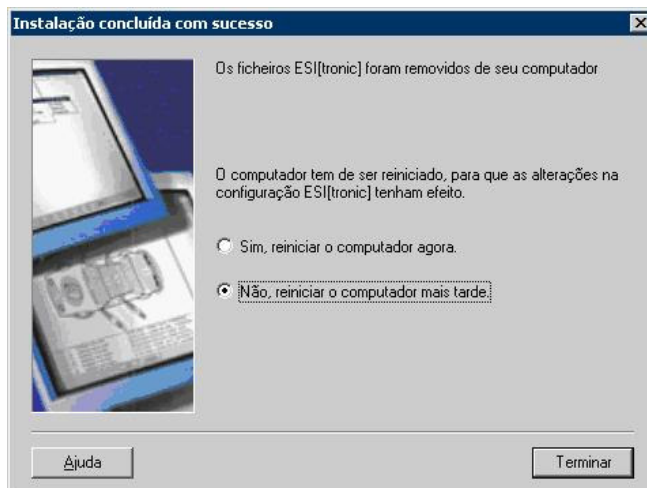 Instalação concluída com sucesso
Os ficheiros ESI[tronic] foram removidos de seu computador
O computador tem de ser reiniciado, para que as alterações na
configuração ESI[tronic] tenham efeito.
Sim, reiniciar o computador agora.
Não, reiniciar o computador mais tarde.
Ajuda
Terminar